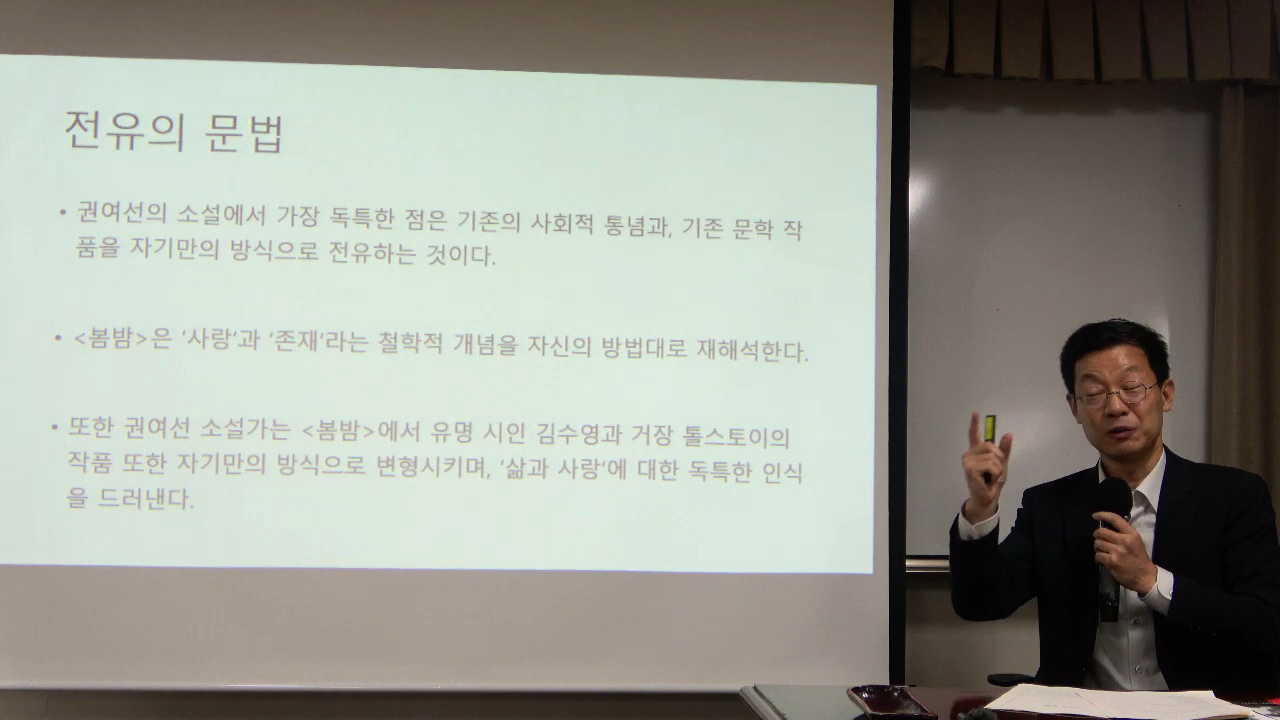 전유의 문법
• 권여선의 소설에서 가장 독특한 점은 기존의 사회적 통념과, 기존 문학 작
품을 자기만의 방식으로 전유하는 것이다.
• <봄밤>은 '사랑'과 '존재'라는 철학적 개념을 자신의 방법대로 재해석한다.
• 또한 권여선 소설가는 <봄밤>에서 유명 시인 김수영과 거장 톨스토이의
작품 또한 자기만의 방식으로 변형시키며, '삶과 사랑'에 대한 독특한 인식
을 드러낸다.